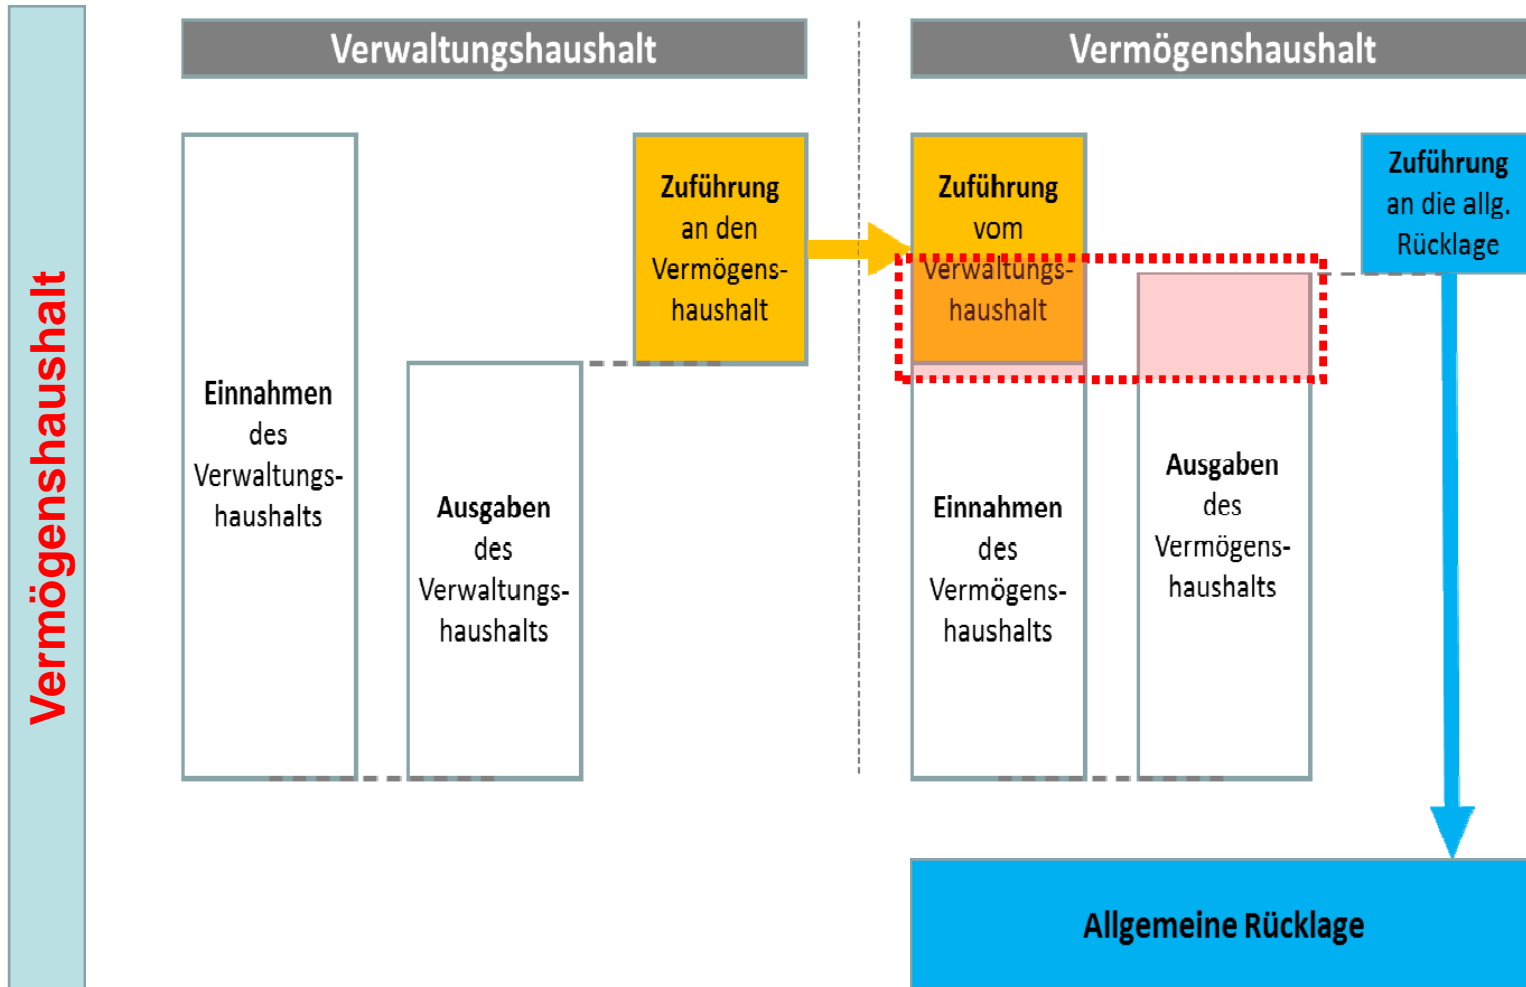 Vermögenshaushalt
Verwaltungshaushalt
Einnahmen
des
Verwaltungs-
haushalts
Ausgaben
des
Verwaltungs-
haushalts
Zuführung
an den
Vermögens-
haushalt
Vermögenshaushalt
Zuführung
vom
Verwaltungs-
haushalt
Einnahmen
des
Vermögens-
haushalts
Ausgaben
des
Vermögens-
haushalts
Zuführung
an die allg.
Rücklage
Allgemeine Rücklage